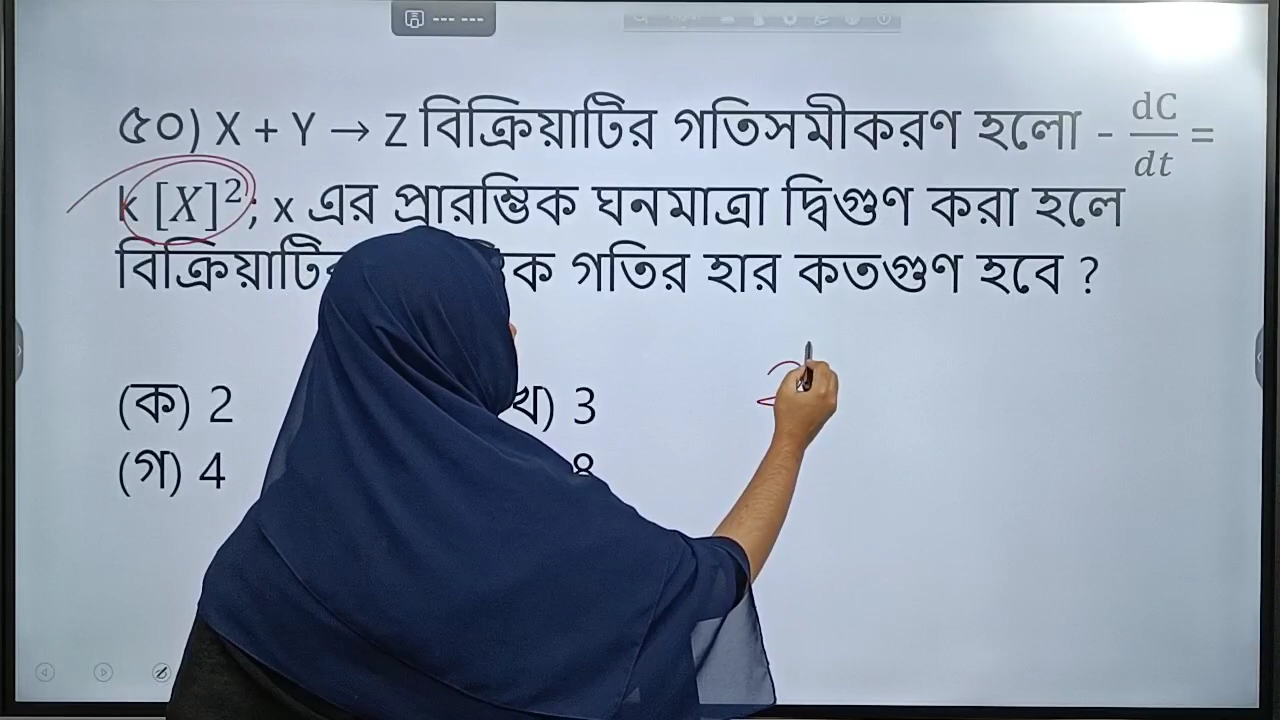 ৫০) X + Y → Z বিক্রিয়াটির গতিসমীকরণ হলো - dC/dt =
k [X]²; x এর প্রারম্ভিক ঘনমাত্রা দ্বিগুণ করা হলে
গতির হার কতগুণ হবে ?
(ক) 2 খ) 3
(গ) 4 8